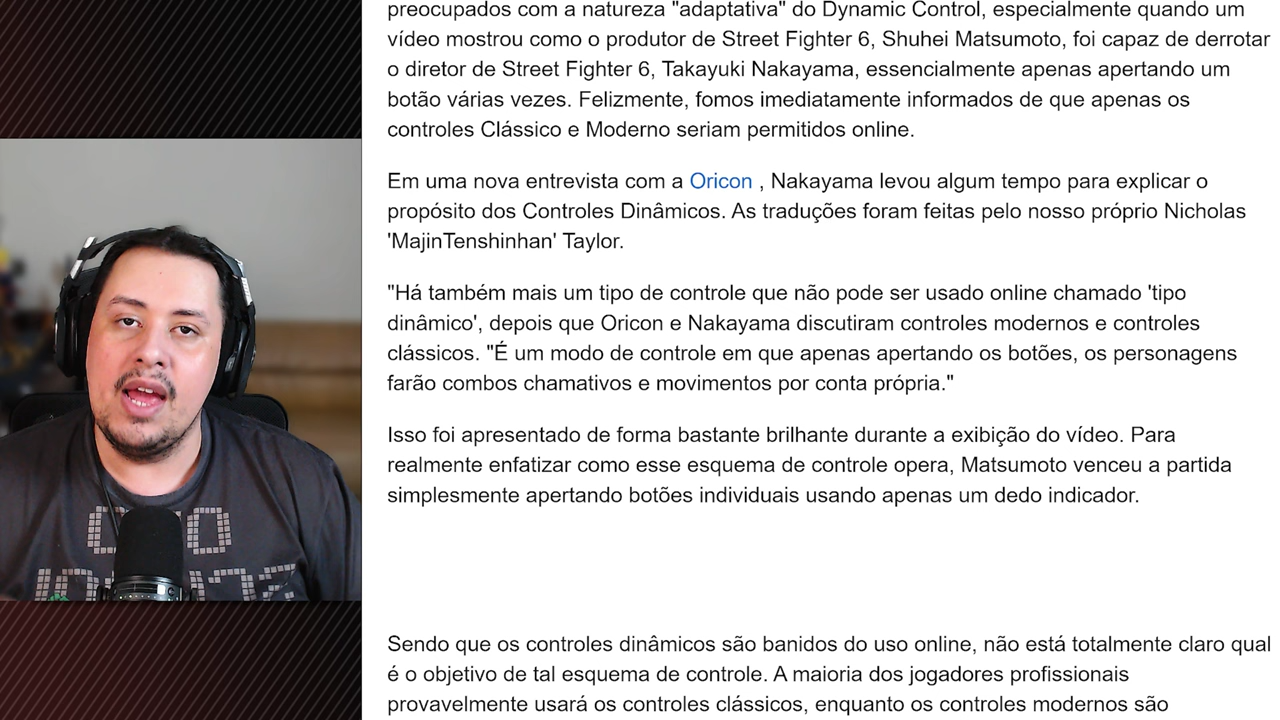 preocupados com a natureza "adaptativa" do Dynamic Control, especialmente quando um
vídeo mostrou como o produtor de Street Fighter 6, Shuhei Matsumoto, foi capaz de derrotar
o diretor de Street Fighter 6, Takayuki Nakayama, essencialmente apenas apertando um
botão várias vezes. Felizmente, fomos imediatamente informados de que apenas os
controles Clássico e Moderno seriam permitidos online.
Em uma nova entrevista com a Oricon , Nakayama levou algum tempo para explicar o
propósito dos Controles Dinâmicos. As traduções foram feitas pelo nosso próprio Nicholas
'MajinTenshinhan' Taylor.
"Há também mais um tipo de controle que não pode ser usado online chamado 'tipo
dinâmico', depois que Oricon e Nakayama discutiram controles modernos e controles
clássicos. "É um modo de controle em que apenas apertando os botões, os personagens
farão combos chamativos e movimentos por conta própria."
Isso foi apresentado de forma bastante brilhante durante a exibição do vídeo. Para
realmente enfatizar como esse esquema de controle opera, Matsumoto venceu a partida
simplesmente apertando botões individuais usando apenas um dedo indicador.
Sendo que os controles dinâmicos são banidos do uso online, não está totalmente claro qual
é o objetivo de tal esquema de controle. A maioria dos jogadores profissionais
provavelmente usará os controles clássicos, enquanto os controles modernos são